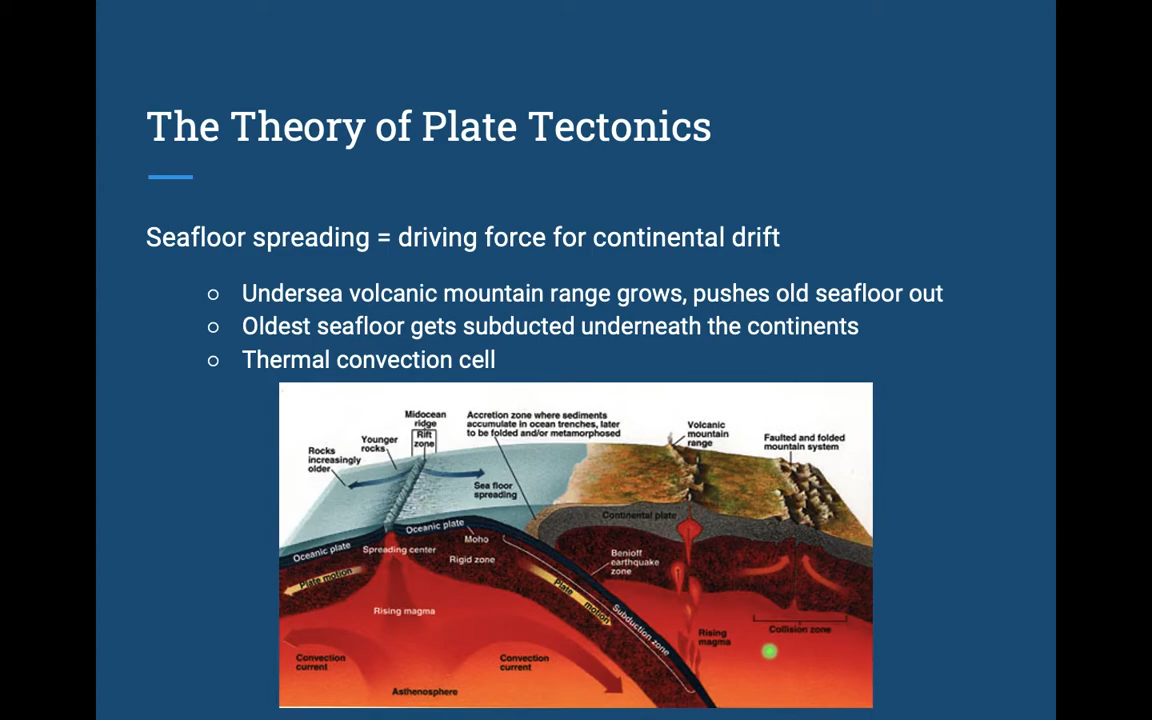 The Theory of Plate Tectonics
Seafloor spreading = driving force for continental drift
Undersea volcanic mountain range grows, pushes old seafloor out
Oldest seafloor gets subducted underneath the continents
Thermal convection cell
Midocean
ridge
Rift
zone
Accretion zone where sediments
accumulate in ocean trenches, later
to be folded and/or metamorphosed
Volcanic
mountain
range
Faulted and folded
mountain system
Younger
rocks
Rocks
increasingly
older
Sea floor
spreading
Continental plate
Oceanic plate
Oceanic plate
Moho
Spreading center
Rigid zone
Benioff
earthquake
zone
Plate motion
Plate motion
Subduction zone
Rising magma
Rising
magma
Collision zone
Convection
current
Convection
current
Asthenosphere